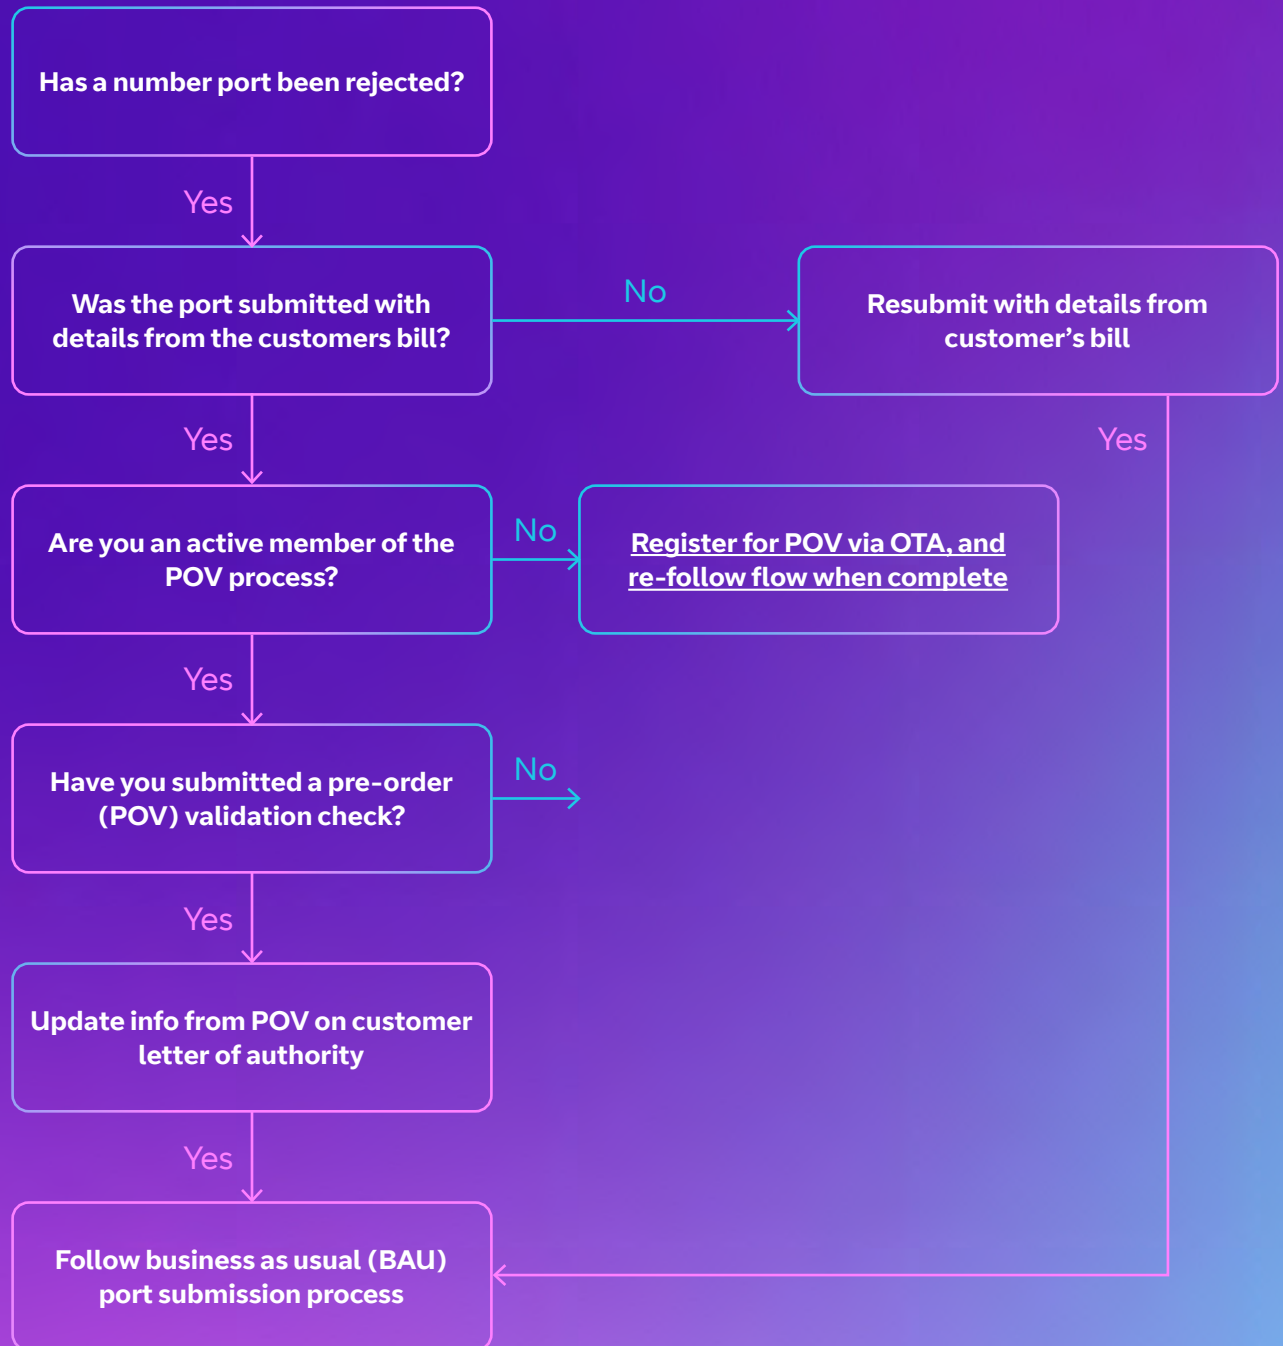 Has a number port been rejected?
Yes
Was the port submitted with
details from the customers bill?
No
Resubmit with details from
customer’s bill
Yes
Yes
Are you an active member of the
POV process?
No
Register for POV via OTA, and
re-follow flow when complete
Yes
Have you submitted a pre-order
(POV) validation check?
No
Yes
Update info from POV on customer
letter of authority
Yes
Follow business as usual (BAU)
port submission process